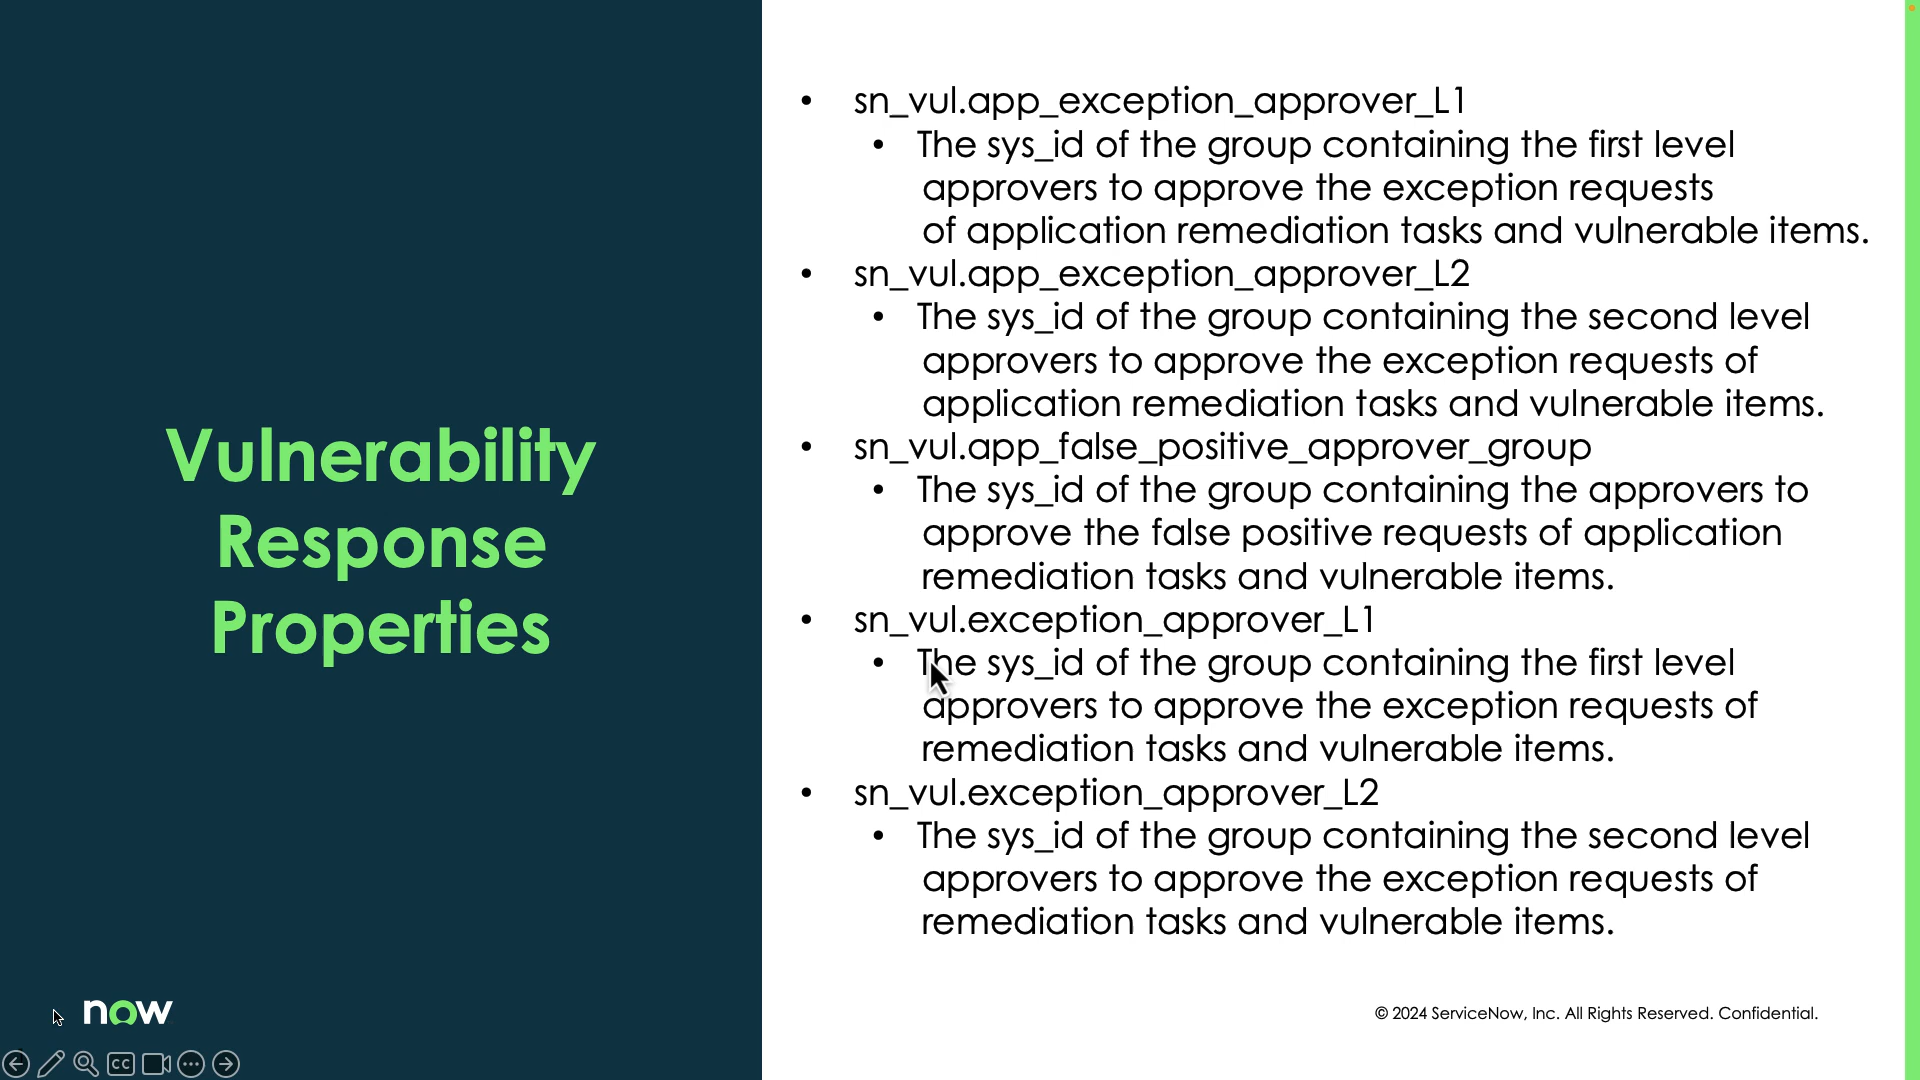 Vulnerability
Response
Properties
• sn_vul.app_exception_approver_L1
• The sys_id of the group containing the first level
approvers to approve the exception requests
of application remediation tasks and vulnerable items.
• sn_vul.app_exception_approver_L2
• The sys_id of the group containing the second level
approvers to approve the exception requests of
application remediation tasks and vulnerable items.
• sn_vul.app_false_positive_approver_group
• The sys_id of the group containing the approvers to
approve the false positive requests of application
remediation tasks and vulnerable items.
• sn_vul.exception_approver_L1
• The sys_id of the group containing the first level
approvers to approve the exception requests of
remediation tasks and vulnerable items.
• sn_vul.exception_approver_L2
• The sys_id of the group containing the second level
approvers to approve the exception requests of
remediation tasks and vulnerable items.
now
© 2024 ServiceNow, Inc. All Rights Reserved. Confidential.
CC